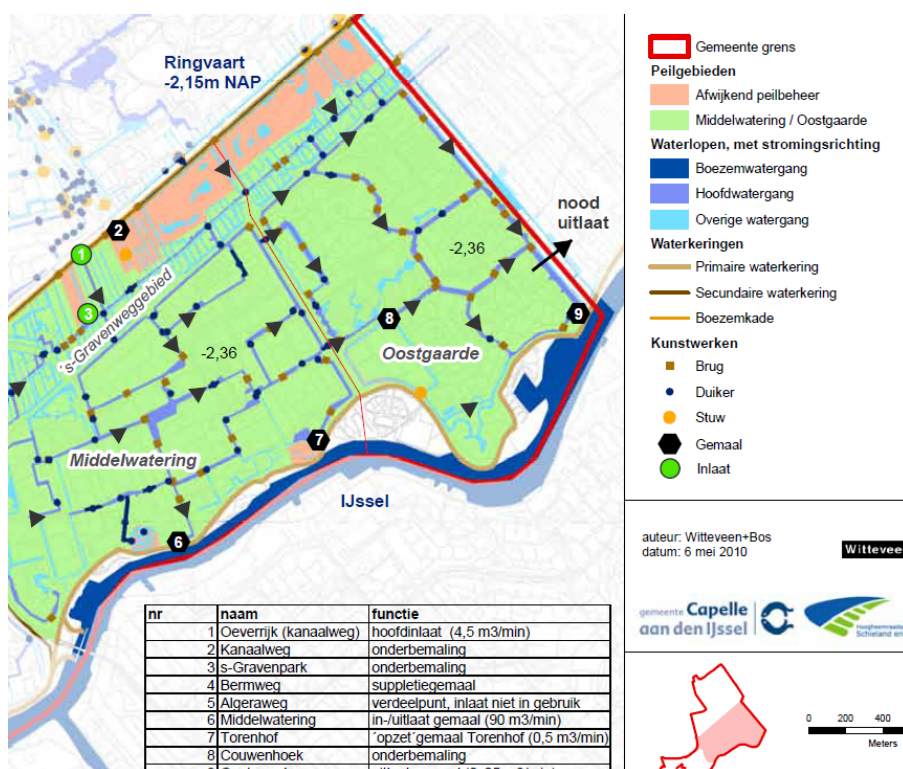 Ringvaart
-2,15m NAP
nood
uitlaat
-2,36
2
1
3
's Gravenweggebied
-2,36
8
9
Oostgaarde
7
Middelwatering
6
IJssel
nr naam functie
1 Oeverrijk (kanaalweg) hoofdinlaat (4,5 m3/min)
2 Kanaalweg onderbemaling
3 s-Gravenpark onderbemaling
4 Bermweg suppletiegemaal
5 Algeraweg verdeelpunt, inlaat niet in gebruik
6 Middelwatering in-/uitlaat gemaal (90 m3/min)
7 Torenhof ´opzet´gemaal Torenhof (0,5 m3/min)
8 Couwenhoek onderbemaling
Gemeente grens
Peilgebieden
Afwijkend peilbeheer
Middelwatering / Oostgaarde
Waterlopen, met stromingsrichting
Boezemwatergang
Hoofdwatergang
Overige watergang
Waterkeringen
Primaire waterkering
Secundaire waterkering
Boezemkade
Kunstwerken
Brug
Duiker
Stuw
Gemaal
Inlaat
auteur: Witteveen+Bos
datum: 6 mei 2010
Wittevee
gemeente Capelle
aan den IJssel
Schieland en
0 200 400
Meters